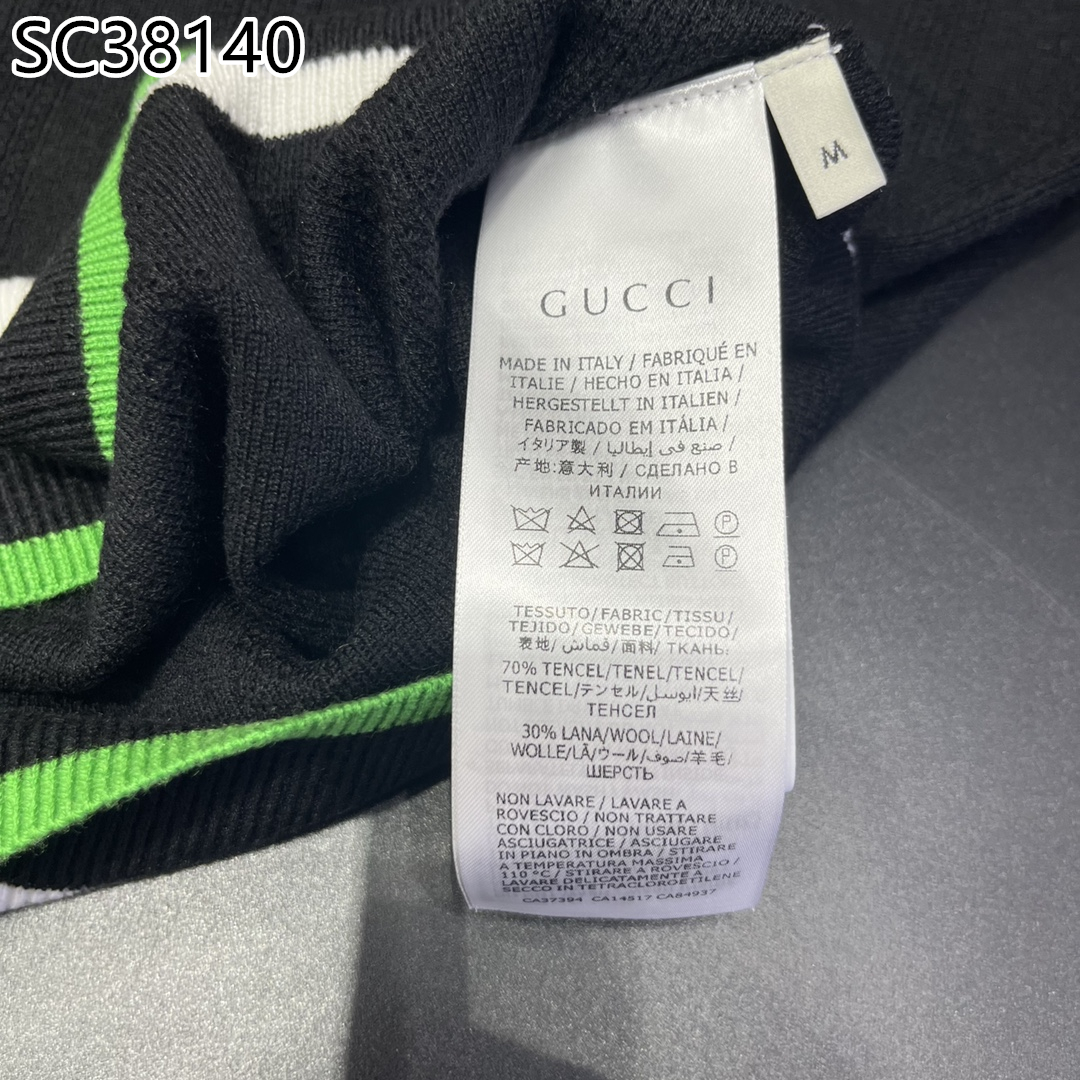 SC38140
M
GUCCI
MADE IN ITALY / FABRIQUÉ EN
ITALIE / HECHO EN ITALIA /
HERGESTELLT IN ITALIEN /
FABRICADO EM ITÁLIA /
イタリア製 / صنع في إيطاليا /
产地:意大利 / СДЕЛАНО В
ИТАЛИИ
P
P
TESSUTO/FABRIC/TISSU/
TEJIDO/GEWEBE/TECIDO/
表地/قماش/面料/ ТКАНЬ:
70% TENCEL/TENEL/TENCEL/
TENCEL/テンセル/ايوسل/天丝/
ТЕНСЕЛ
30% LANA/WOOL/LAINE/
WOLLE/LÃ/ウール/صوف/羊毛/
ШЕРСТЬ
NON LAVARE / LAVARE A
ROVESCIO / NON TRATTARE
CON CLORO / NON USARE
ASCIUGATRICE / ASCIUGARE
IN PIANO IN OMBRA / STIRARE
A TEMPERATURA MASSIMA
110 °C / STIRARE A ROVESCIO /
LAVARE DELICATAMENTE A
SECCO IN TETRACLOROETILENE
CA37394 CA14517 CA84937